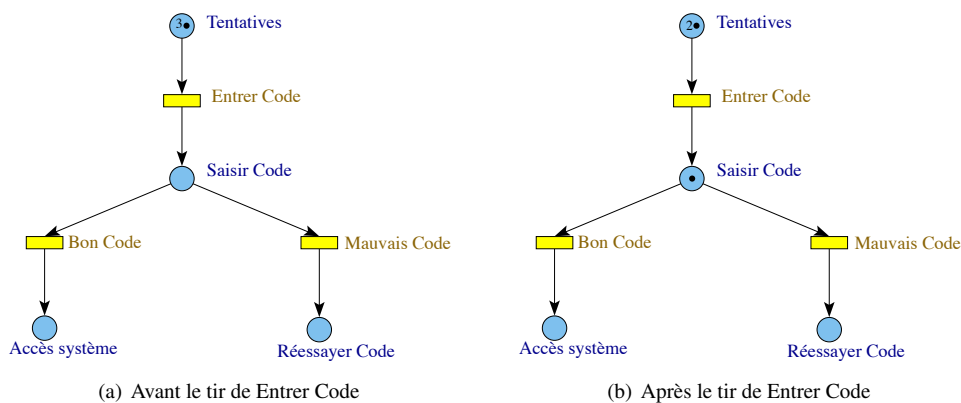 3• Tentatives
Entrer Code
Saisir Code
Bon Code
Mauvais Code
Accès système
Réessayer Code
(a) Avant le tir de Entrer Code
2• Tentatives
Entrer Code
Saisir Code
Bon Code
Mauvais Code
Accès système
Réessayer Code
(b) Après le tir de Entrer Code